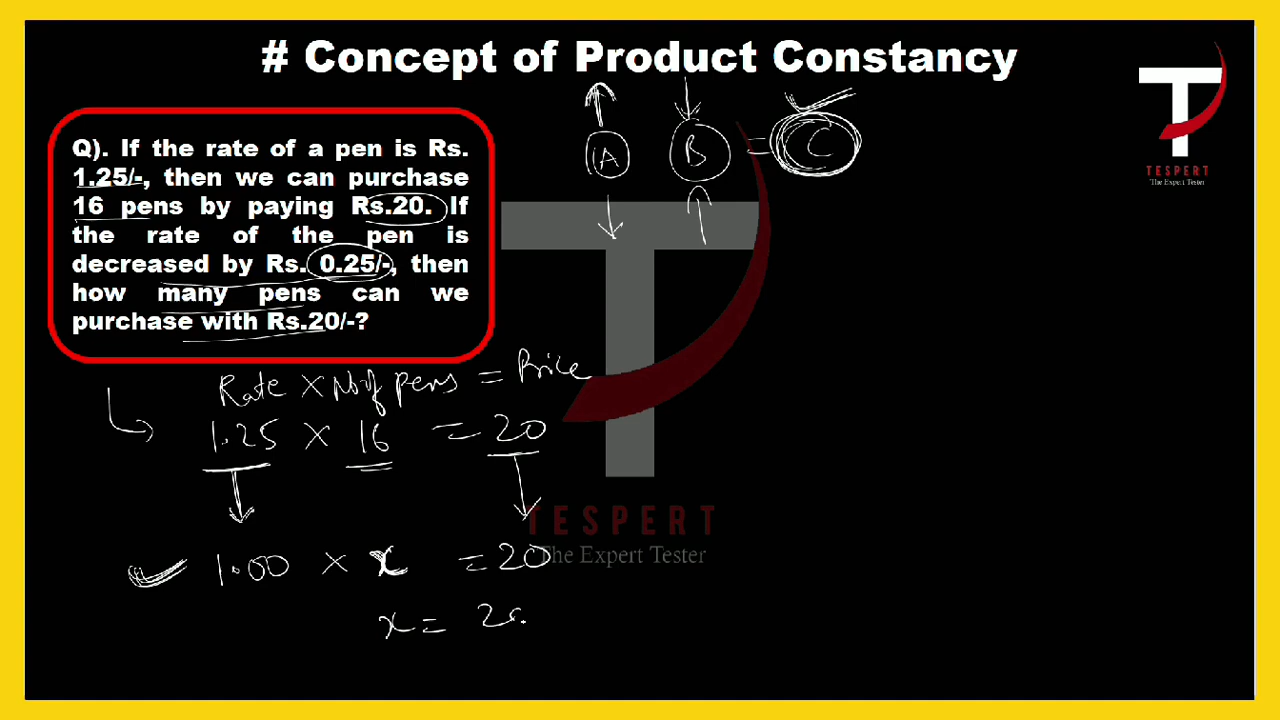 # Concept of Product Constancy
T
TESPERT
The Expert Tester
A B = C
Q). If the rate of a pen is Rs.
1.25/-, then we can purchase
16 pens by paying Rs.20. If
the rate of the pen is
decreased by Rs. 0.25/-, then
how many pens can we
purchase with Rs.20/-?
Rate × No of pens = Price
1.25 × 16 = 20
TESPERT
The Expert Tester
1.00 × x = 20
x = 20